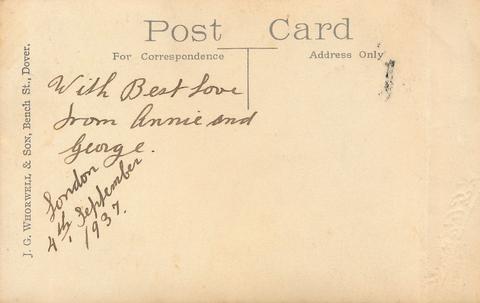 Post Card
For Correspondence
Address Only
J. G. Whorwell & Son, Bench St., Dover.
With Best Love
from Annie and
George.
London
4th, September
1937.